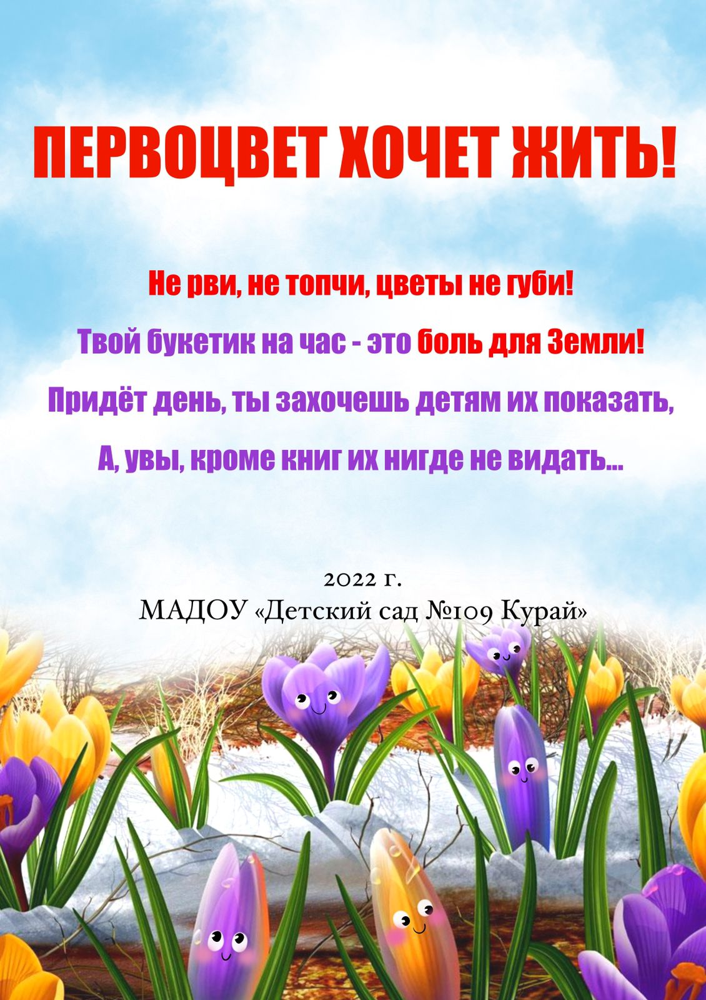 ПЕРВОЦВЕТ ХОЧЕТ ЖИТЬ!
Не рви, не топчи, цветы не губи!
Твой букетик на час - это боль для Земли!
Придёт день, ты захочешь детям их показать,
А, увы, кроме книг их нигде не видать...
2022 г.
МАДОУ «Детский сад №109 Курай»